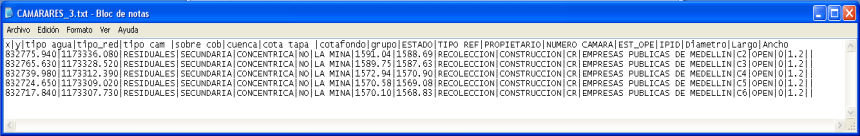 CAMARARES_3.txt - Bloc de notas
Archivo Edición Formato Ver Ayuda
x|y|tipo agua|tipo_red|tipo cam |sobre cob|cuenca|cota tapa |cotafondo|grupo|ESTADO|TIPO REF|PROPIETARIO|NUMERO CAMARA|EST_OPE|IPID|Diametro|Largo|Ancho
832775.940|1173336.080|RESIDUALES|SECUNDARIA|CONCENTRICA|NO|LA MINA|1591.04|1588.69|RECOLECCION|CONSTRUCCION|CR|EMPRESAS PUBLICAS DE MEDELLIN|C2|OPEN|0|1.2||
832765.630|1173328.520|RESIDUALES|SECUNDARIA|CONCENTRICA|NO|LA MINA|1589.75|1587.63|RECOLECCION|CONSTRUCCION|CR|EMPRESAS PUBLICAS DE MEDELLIN|C3|OPEN|0|1.2||
832739.980|1173312.390|RESIDUALES|SECUNDARIA|CONCENTRICA|NO|LA MINA|1572.94|1570.90|RECOLECCION|CONSTRUCCION|CR|EMPRESAS PUBLICAS DE MEDELLIN|C4|OPEN|0|1.2||
832724.650|1173309.020|RESIDUALES|SECUNDARIA|CONCENTRICA|NO|LA MINA|1570.58|1569.08|RECOLECCION|CONSTRUCCION|CR|EMPRESAS PUBLICAS DE MEDELLIN|C5|OPEN|0|1.2||
832717.840|1173307.730|RESIDUALES|SECUNDARIA|CONCENTRICA|NO|LA MINA|1570.10|1568.83|RECOLECCION|CONSTRUCCION|CR|EMPRESAS PUBLICAS DE MEDELLIN|C6|OPEN|0|1.2||